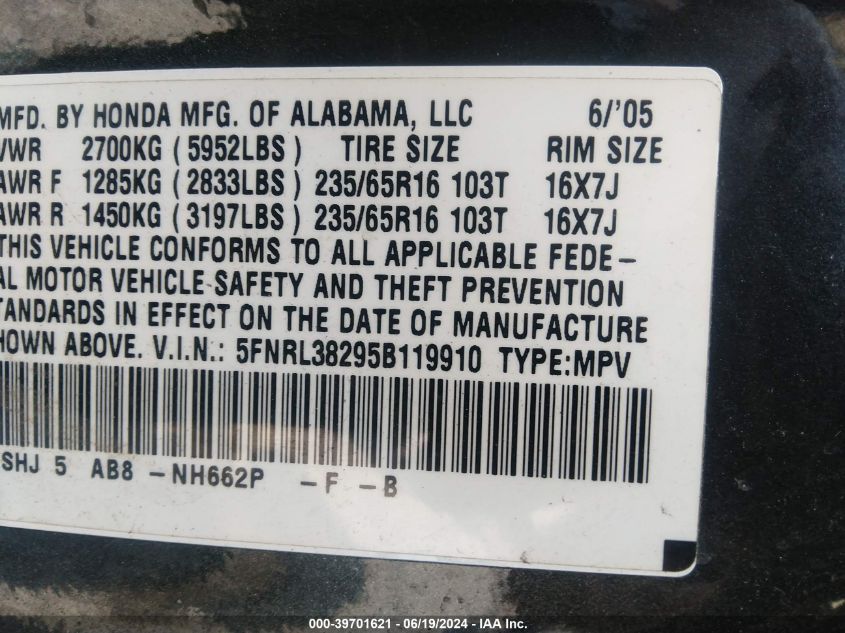 MFD. BY HONDA MFG. OF ALABAMA, LLC 6/'05
VWR 2700KG (5952LBS) TIRE SIZE RIM SIZE
AWR F 1285KG (2833LBS) 235/65R16 103T 16X7J
AWR R 1450KG (3197LBS) 235/65R16 103T 16X7J
THIS VEHICLE CONFORMS TO ALL APPLICABLE FEDE-
AL MOTOR VEHICLE SAFETY AND THEFT PREVENTION
TANDARDS IN EFFECT ON THE DATE OF MANUFACTURE
HOWN ABOVE. V.I.N.: 5FNRL38295B119910 TYPE:MPV
SHJ 5 AB8 -NH662P -F -B
000-39701621 - 06/19/2024 - IAA Inc.